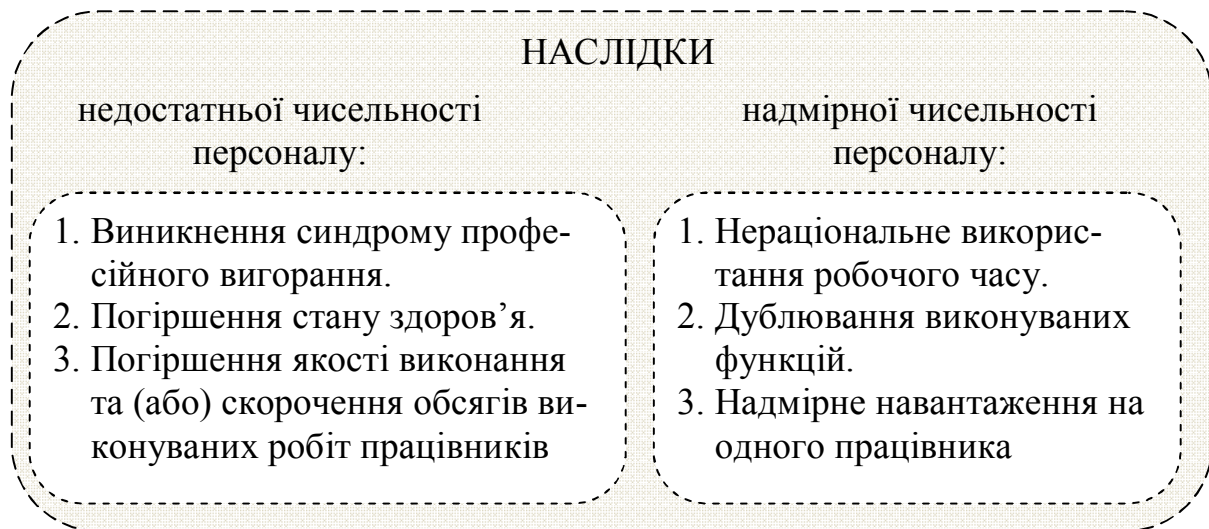 НАСЛІДКИ
недостатньої чисельності
персоналу:
1. Виникнення синдрому профе-
сійного вигорання.
2. Погіршення стану здоров’я.
3. Погіршення якості виконання
та (або) скорочення обсягів ви-
конуваних робіт працівників
надмірної чисельності
персоналу:
1. Нераціональне викорис-
тання робочого часу.
2. Дублювання виконуваних
функцій.
3. Надмірне навантаження на
одного працівника